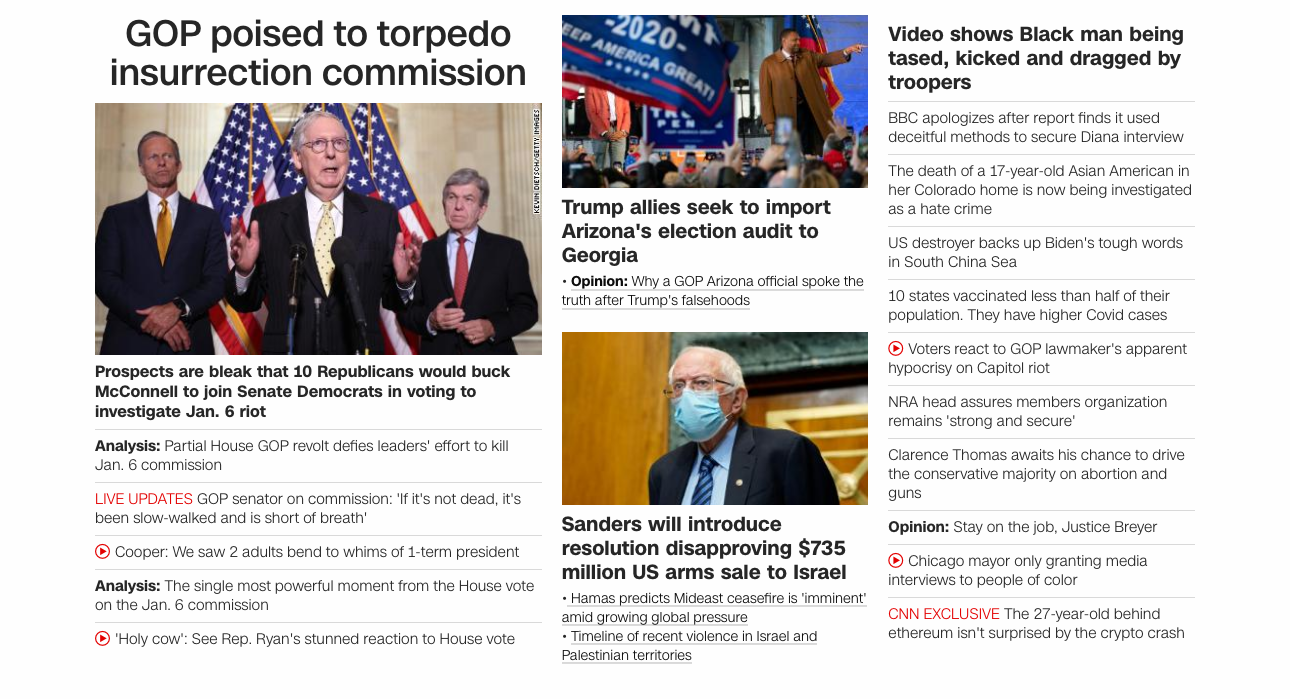 GOP poised to torpedo
insurrection commission
KEVIN DIETSCH/GETTY IMAGES
Prospects are bleak that 10 Republicans would buck
McConnell to join Senate Democrats in voting to
investigate Jan. 6 riot
Analysis: Partial House GOP revolt defies leaders' effort to kill
Jan. 6 commission
LIVE UPDATES GOP senator on commission: 'If it's not dead, it's
been slow-walked and is short of breath'
Cooper: We saw 2 adults bend to whims of 1-term president
Analysis: The single most powerful moment from the House vote
on the Jan. 6 commission
'Holy cow': See Rep. Ryan's stunned reaction to House vote
-2020-
KEEP AMERICA GREAT!
Trump allies seek to import
Arizona's election audit to
Georgia
• Opinion: Why a GOP Arizona official spoke the
truth after Trump's falsehoods
Sanders will introduce
resolution disapproving $735
million US arms sale to Israel
• Hamas predicts Mideast ceasefire is 'imminent'
amid growing global pressure
• Timeline of recent violence in Israel and
Palestinian territories
Video shows Black man being
tased, kicked and dragged by
troopers
BBC apologizes after report finds it used
deceitful methods to secure Diana interview
The death of a 17-year-old Asian American in
her Colorado home is now being investigated
as a hate crime
US destroyer backs up Biden's tough words
in South China Sea
10 states vaccinated less than half of their
population. They have higher Covid cases
Voters react to GOP lawmaker's apparent
hypocrisy on Capitol riot
NRA head assures members organization
remains 'strong and secure'
Clarence Thomas awaits his chance to drive
the conservative majority on abortion and
guns
Opinion: Stay on the job, Justice Breyer
Chicago mayor only granting media
interviews to people of color
CNN EXCLUSIVE The 27-year-old behind
ethereum isn't surprised by the crypto crash